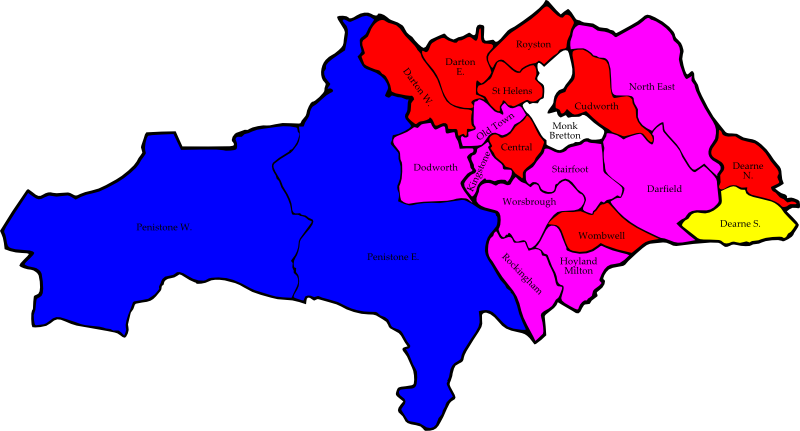 Royston
Darton
E.
Darton W.
St Helens
North East
Cudworth
Old Town
Monk
Bretton
Central
Dodworth
Kingstone
Stairfoot
Dearne
N.
Darfield
Worsbrough
Dearne S.
Penistone W.
Wombwell
Penistone E.
Rockingham
Hoyland
Milton